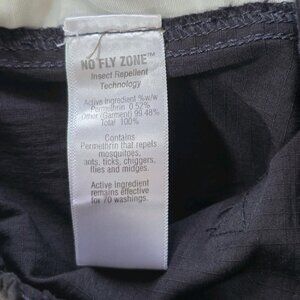 NO FLY ZONE™
Insect Repellent
Technology
Active Ingredient %w/w
Permethrin 0.52%
Other (Garment) 99.48%
Total 100%
Contains
Permethrin that repels
mosquitoes,
ants, ticks, chiggers,
flies and midges.
Active ingredient
remains effective
for 70 washings.